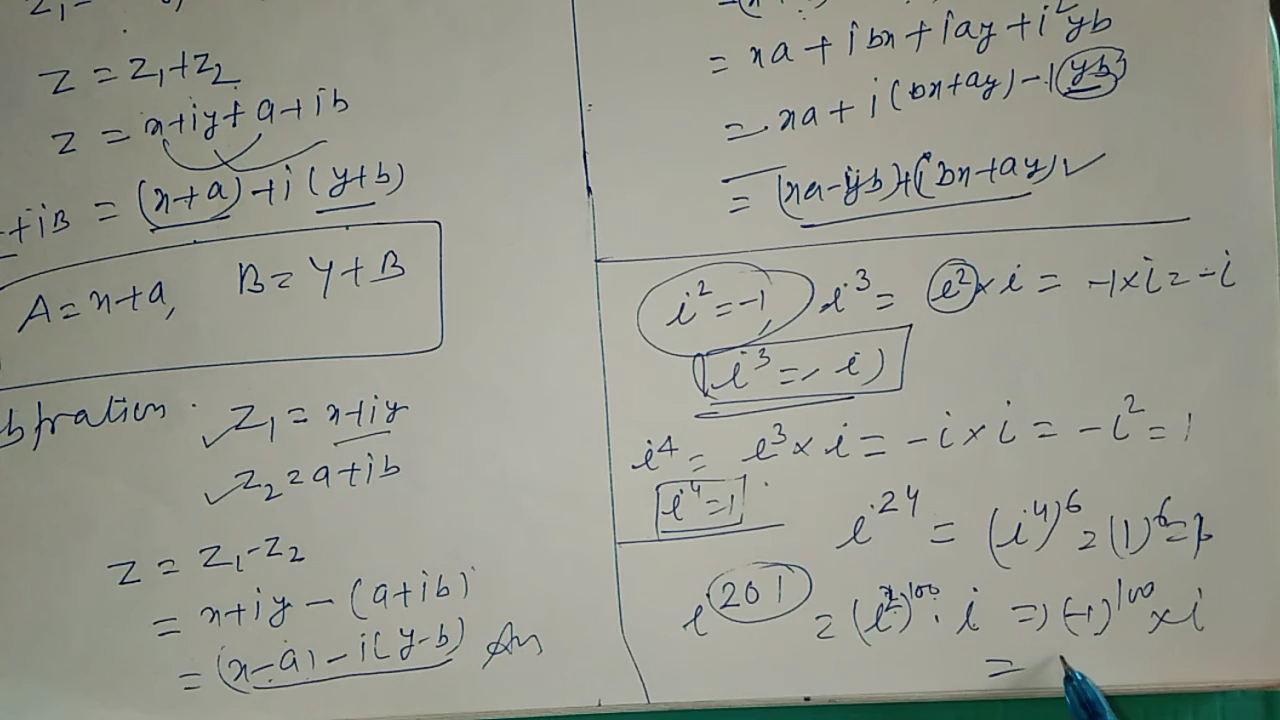 z₁ =
z = z₁+z₂
z = x+iy+a+ib
+iB = (x+a)+i(y+b)
A=x+a, B=Y+B
btration. z₁ = x+iy
z₂=a+ib
z = z₁-z₂
= x+iy-(a+ib)
= (x-a)-i(y-b) Ans
= xa+ibx+iay+i²yb
= xa+i(bx+ay)-1(yb)
= (xa-yb)+i(bx+ay)
i²=-1, i³ = i²×i = -1×i = -i
i³=-i
i⁴ = i³×i = -i×i = -i² = 1
i⁴=1
i²⁴ = (i⁴)⁶ = (1)⁶ = 1
i²⁰¹ = (i²)¹⁰⁰. i ⇒ (-1)¹⁰⁰×i
=